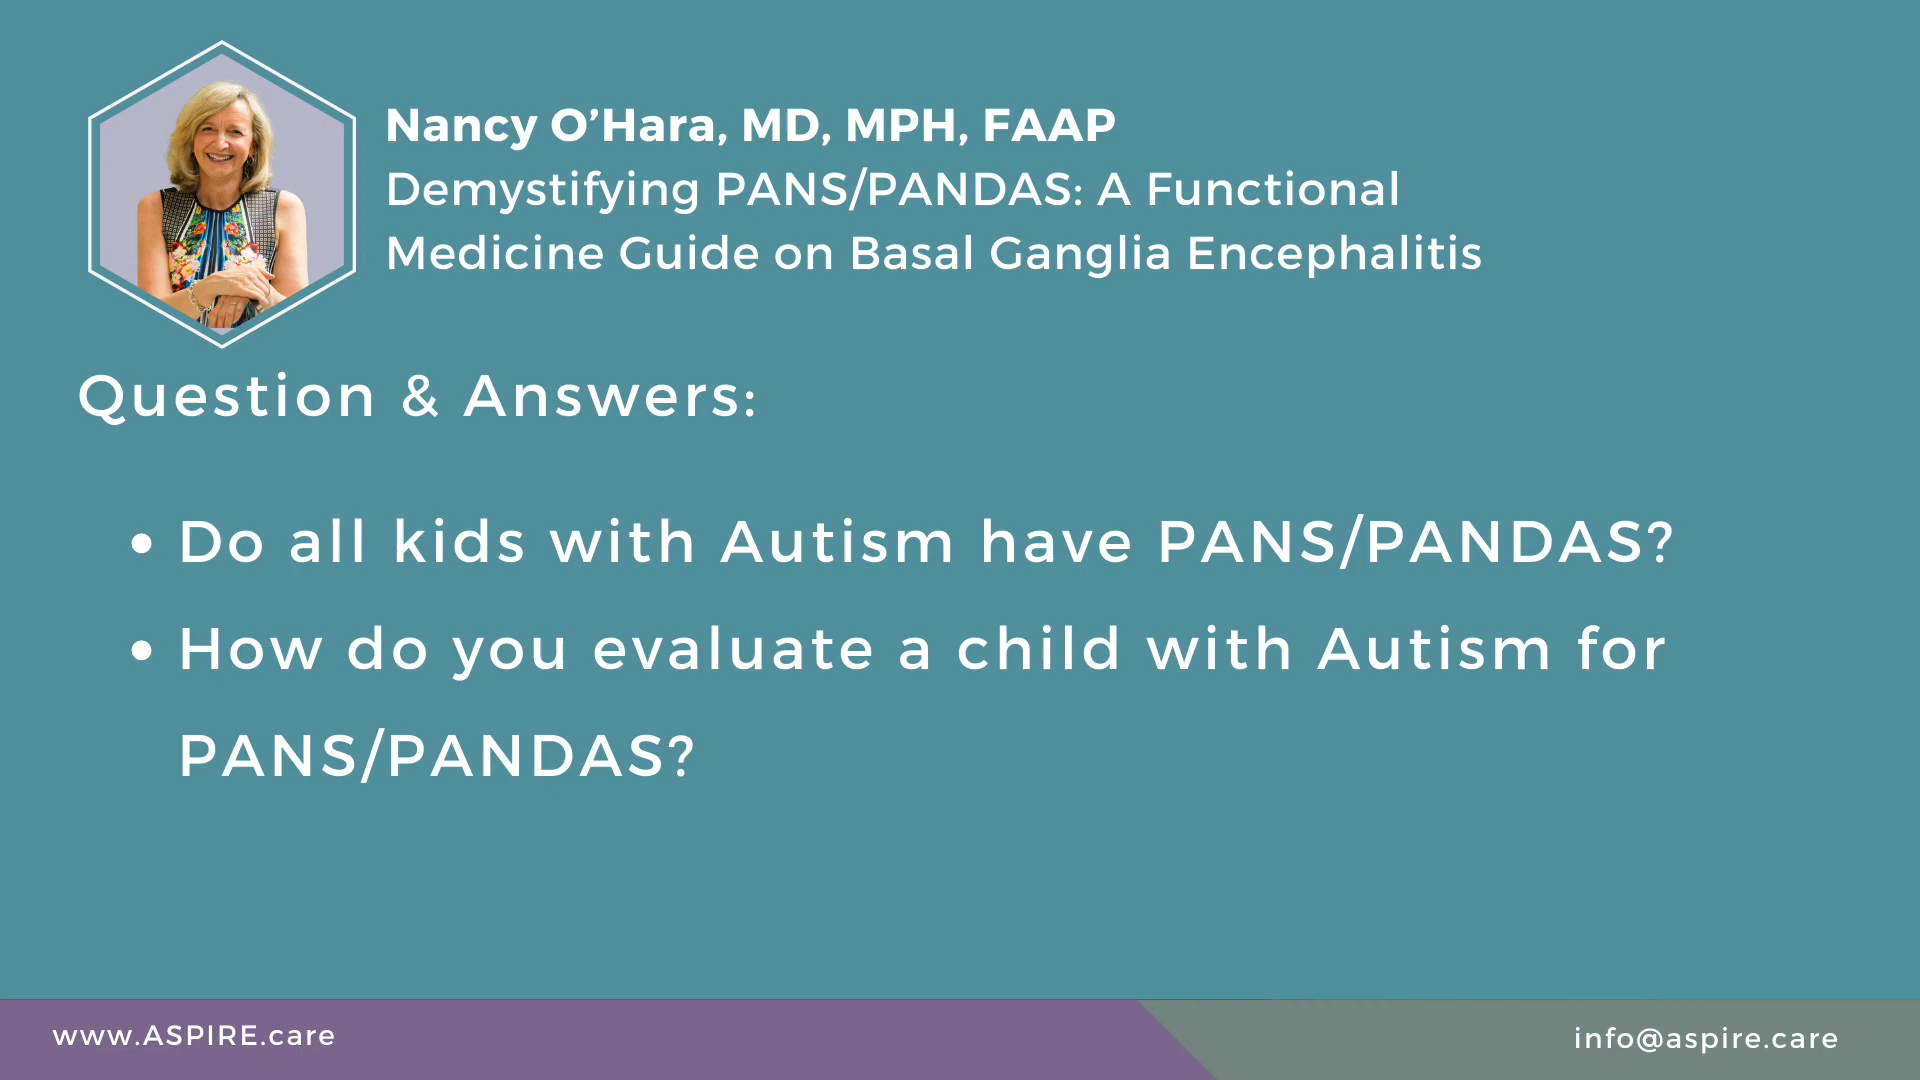 Nancy O’Hara, MD, MPH, FAAP
Demystifying PANS/PANDAS: A Functional
Medicine Guide on Basal Ganglia Encephalitis
Question & Answers:
• Do all kids with Autism have PANS/PANDAS?
• How do you evaluate a child with Autism for
PANS/PANDAS?
www.ASPIRE.care
info@aspire.care